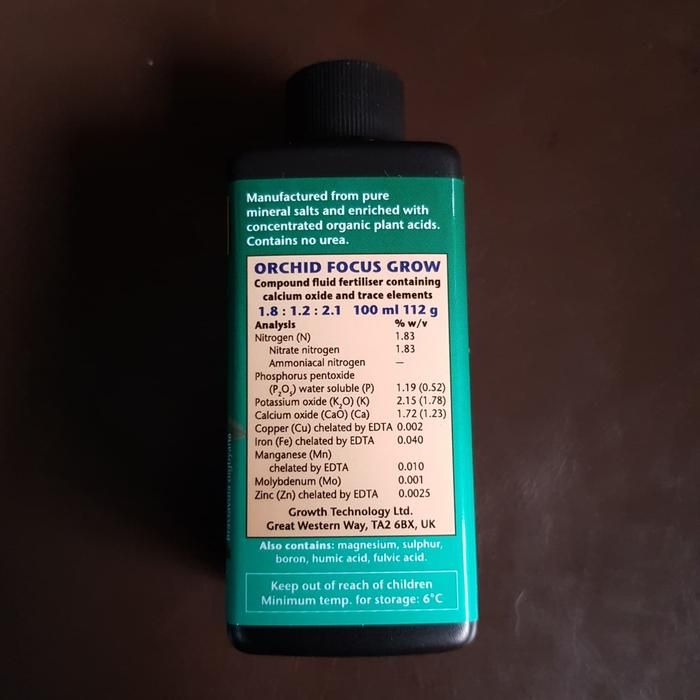 Manufactured from pure
mineral salts and enriched with
concentrated organic plant acids.
Contains no urea.
ORCHID FOCUS GROW
Compound fluid fertiliser containing
calcium oxide and trace elements
1.8 : 1.2 : 2.1 100 ml 112 g
Analysis % w/v
Nitrogen (N) 1.83
Nitrate nitrogen 1.83
Ammoniacal nitrogen —
Phosphorus pentoxide
(P₂O₅) water soluble (P) 1.19 (0.52)
Potassium oxide (K₂O) (K) 2.15 (1.78)
Calcium oxide (CaO) (Ca) 1.72 (1.23)
Copper (Cu) chelated by EDTA 0.002
Iron (Fe) chelated by EDTA 0.040
Manganese (Mn)
chelated by EDTA 0.010
Molybdenum (Mo) 0.001
Zinc (Zn) chelated by EDTA 0.0025
Growth Technology Ltd.
Great Western Way, TA2 6BX, UK
Also contains: magnesium, sulphur,
boron, humic acid, fulvic acid.
Keep out of reach of children
Minimum temp. for storage: 6°C